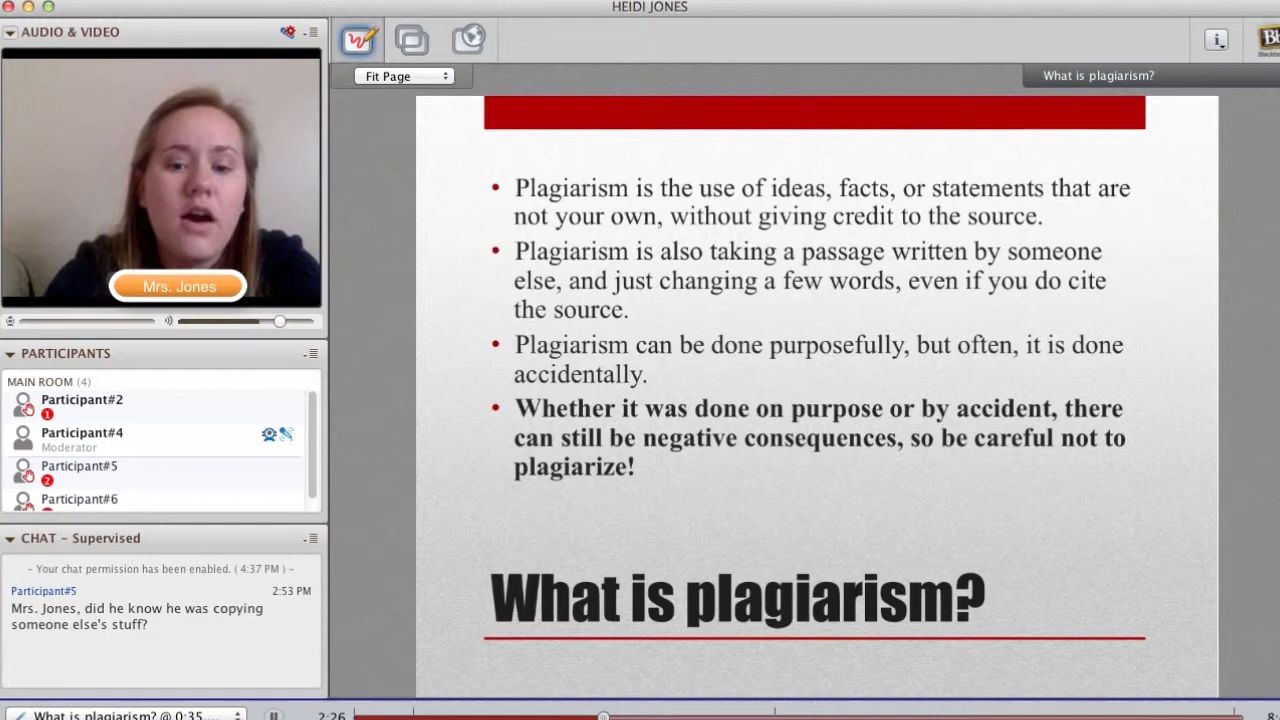 HEIDI JONES
AUDIO & VIDEO
Mrs. Jones
PARTICIPANTS
MAIN ROOM (4)
Participant#2
1
Participant#4
Moderator
Participant#5
2
Participant#6
CHAT – Supervised
– Your chat permission has been enabled. ( 4:37 PM ) –
Participant#5 2:53 PM
Mrs. Jones, did he know he was copying
someone else's stuff?
Fit Page
What is plagiarism?
• Plagiarism is the use of ideas, facts, or statements that are
not your own, without giving credit to the source.
• Plagiarism is also taking a passage written by someone
else, and just changing a few words, even if you do cite
the source.
• Plagiarism can be done purposefully, but often, it is done
accidentally.
• Whether it was done on purpose or by accident, there
can still be negative consequences, so be careful not to
plagiarize!
What is plagiarism?
What is plagiarism? @ 0:35....
2:26